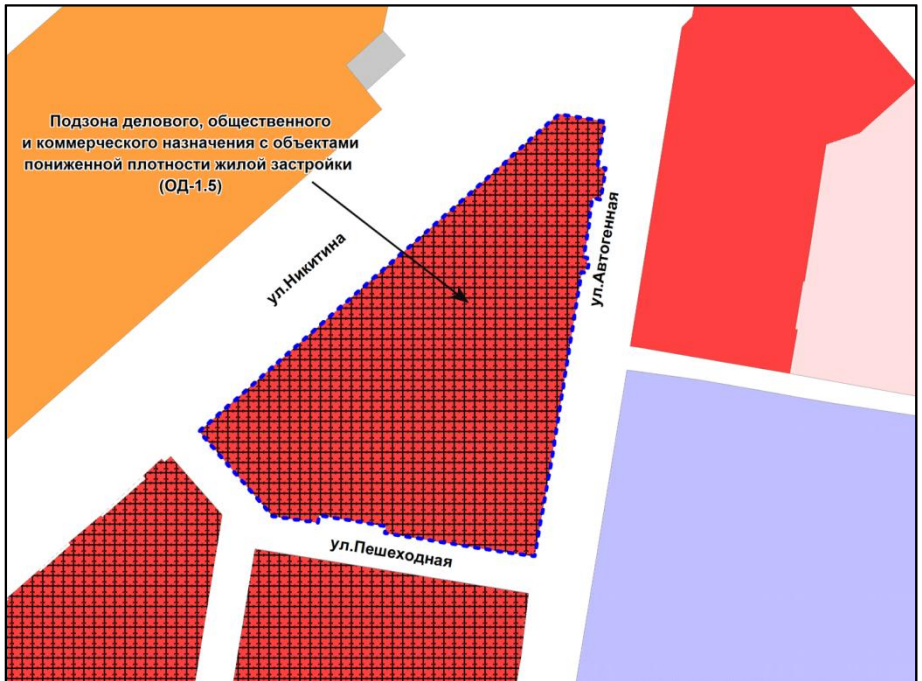 Подзона делового, общественного
и коммерческого назначения с объектами
пониженной плотности жилой застройки
(ОД-1.5)
ул.Никитина
ул.Автогенная
ул.Пешеходная